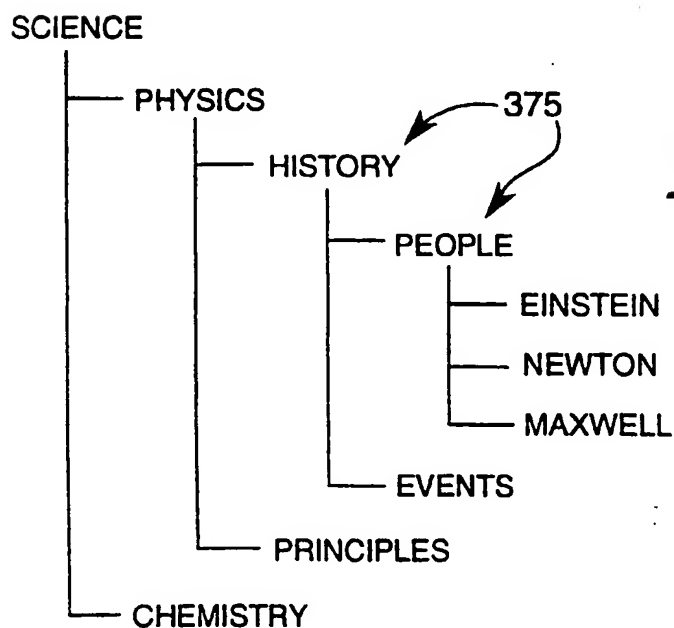 SCIENCE
PHYSICS
375
HISTORY
PEOPLE
EINSTEIN
NEWTON
MAXWELL
EVENTS
PRINCIPLES
CHEMISTRY